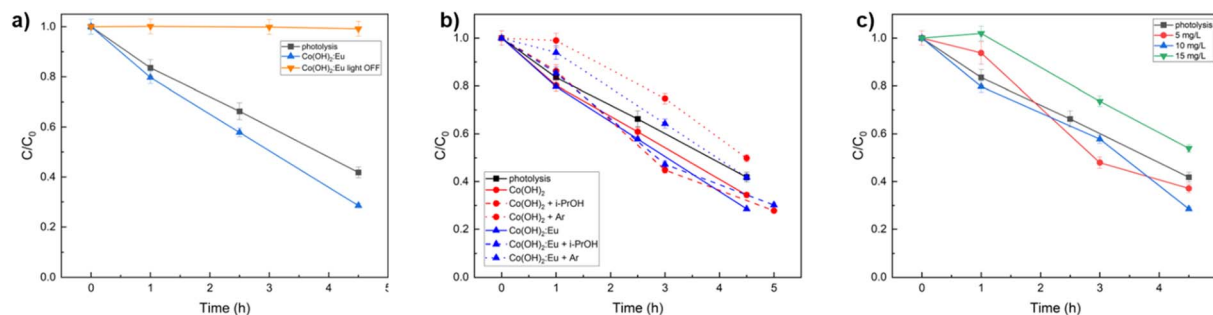 a)
C/C0
1.0
0.8
0.6
0.4
0.2
0.0
photolysis
Co(OH)2:Eu
Co(OH)2:Eu light OFF
0 1 2 3 4 5
Time (h)
b)
C/C0
1.0
0.8
0.6
0.4
0.2
0.0
photolysis
Co(OH)2
Co(OH)2 + i-PrOH
Co(OH)2 + Ar
Co(OH)2:Eu
Co(OH)2:Eu + i-PrOH
Co(OH)2:Eu + Ar
0 1 2 3 4 5
Time (h)
c)
C/C0
1.0
0.8
0.6
0.4
0.2
0.0
photolysis
5 mg/L
10 mg/L
15 mg/L
0 1 2 3 4
Time (h)